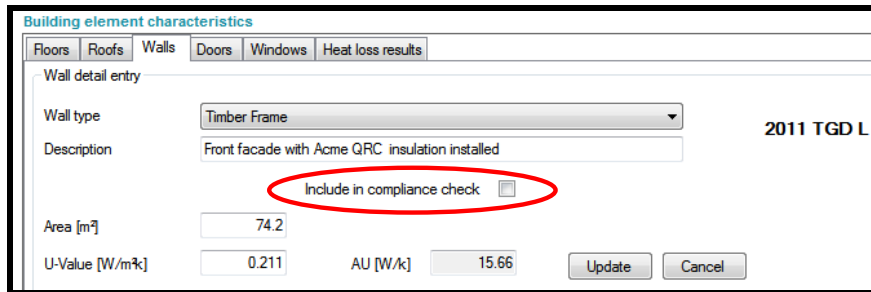 Building element characteristics
Floors Roofs Walls Doors Windows Heat loss results
Wall detail entry
Wall type Timber Frame 2011 TGD L
Description Front facade with Acme QRC insulation installed
Include in compliance check
Area [m²] 74.2
U-Value [W/m²k] 0.211 AU [W/k] 15.66 Update Cancel